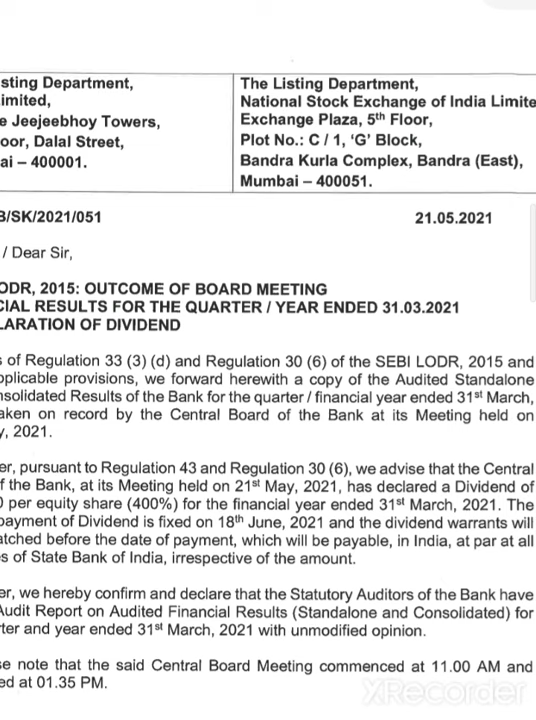 sting Department,
imited,
e Jeejeebhoy Towers,
oor, Dalal Street,
ai – 400001.
The Listing Department,
National Stock Exchange of India Limite
Exchange Plaza, 5th Floor,
Plot No.: C / 1, ‘G’ Block,
Bandra Kurla Complex, Bandra (East),
Mumbai – 400051.
B/SK/2021/051 21.05.2021
/ Dear Sir,
ODR, 2015: OUTCOME OF BOARD MEETING
CIAL RESULTS FOR THE QUARTER / YEAR ENDED 31.03.2021
LARATION OF DIVIDEND
s of Regulation 33 (3) (d) and Regulation 30 (6) of the SEBI LODR, 2015 and
pplicable provisions, we forward herewith a copy of the Audited Standalone
nsolidated Results of the Bank for the quarter / financial year ended 31st March,
aken on record by the Central Board of the Bank at its Meeting held on
y, 2021.
er, pursuant to Regulation 43 and Regulation 30 (6), we advise that the Central
f the Bank, at its Meeting held on 21st May, 2021, has declared a Dividend of
0 per equity share (400%) for the financial year ended 31st March, 2021. The
payment of Dividend is fixed on 18th June, 2021 and the dividend warrants will
atched before the date of payment, which will be payable, in India, at par at all
es of State Bank of India, irrespective of the amount.
er, we hereby confirm and declare that the Statutory Auditors of the Bank have
Audit Report on Audited Financial Results (Standalone and Consolidated) for
rter and year ended 31st March, 2021 with unmodified opinion.
se note that the said Central Board Meeting commenced at 11.00 AM and
ed at 01.35 PM.
XRecorder